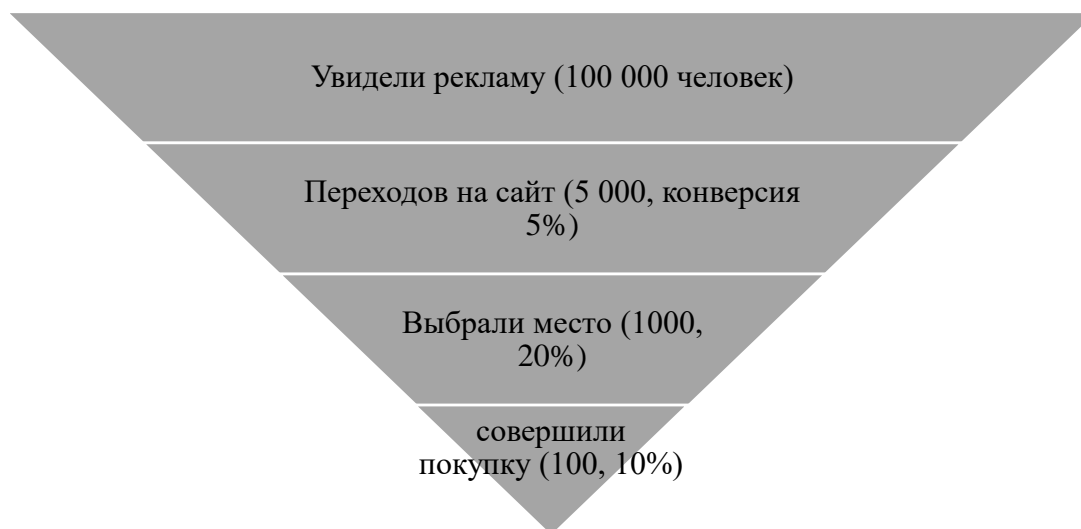 Увидели рекламу (100 000 человек)
Переходов на сайт (5 000, конверсия
5%)
Выбрали место (1000,
20%)
совершили
покупку (100, 10%)